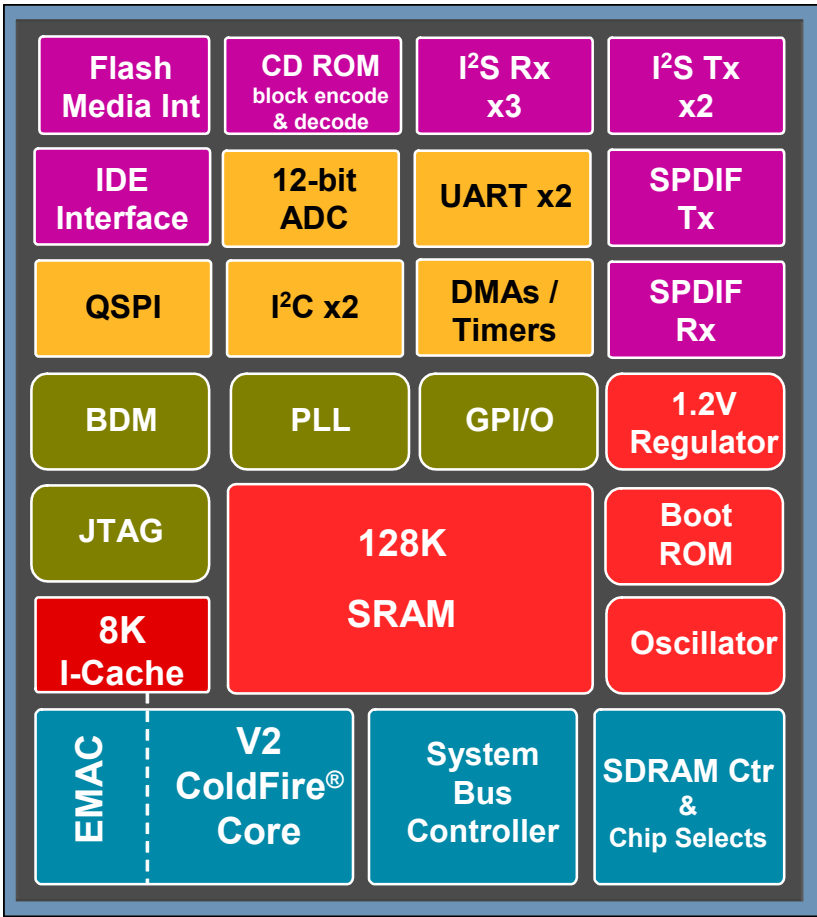 Flash
Media Int
CD ROM
block encode
& decode
I²S Rx
x3
I²S Tx
x2
IDE
Interface
12-bit
ADC
UART x2
SPDIF
Tx
QSPI
I²C x2
DMAs /
Timers
SPDIF
Rx
BDM
PLL
GPI/O
1.2V
Regulator
JTAG
128K
SRAM
Boot
ROM
8K
I-Cache
Oscillator
EMAC
V2
ColdFire®
Core
System
Bus
Controller
SDRAM Ctr
&
Chip Selects